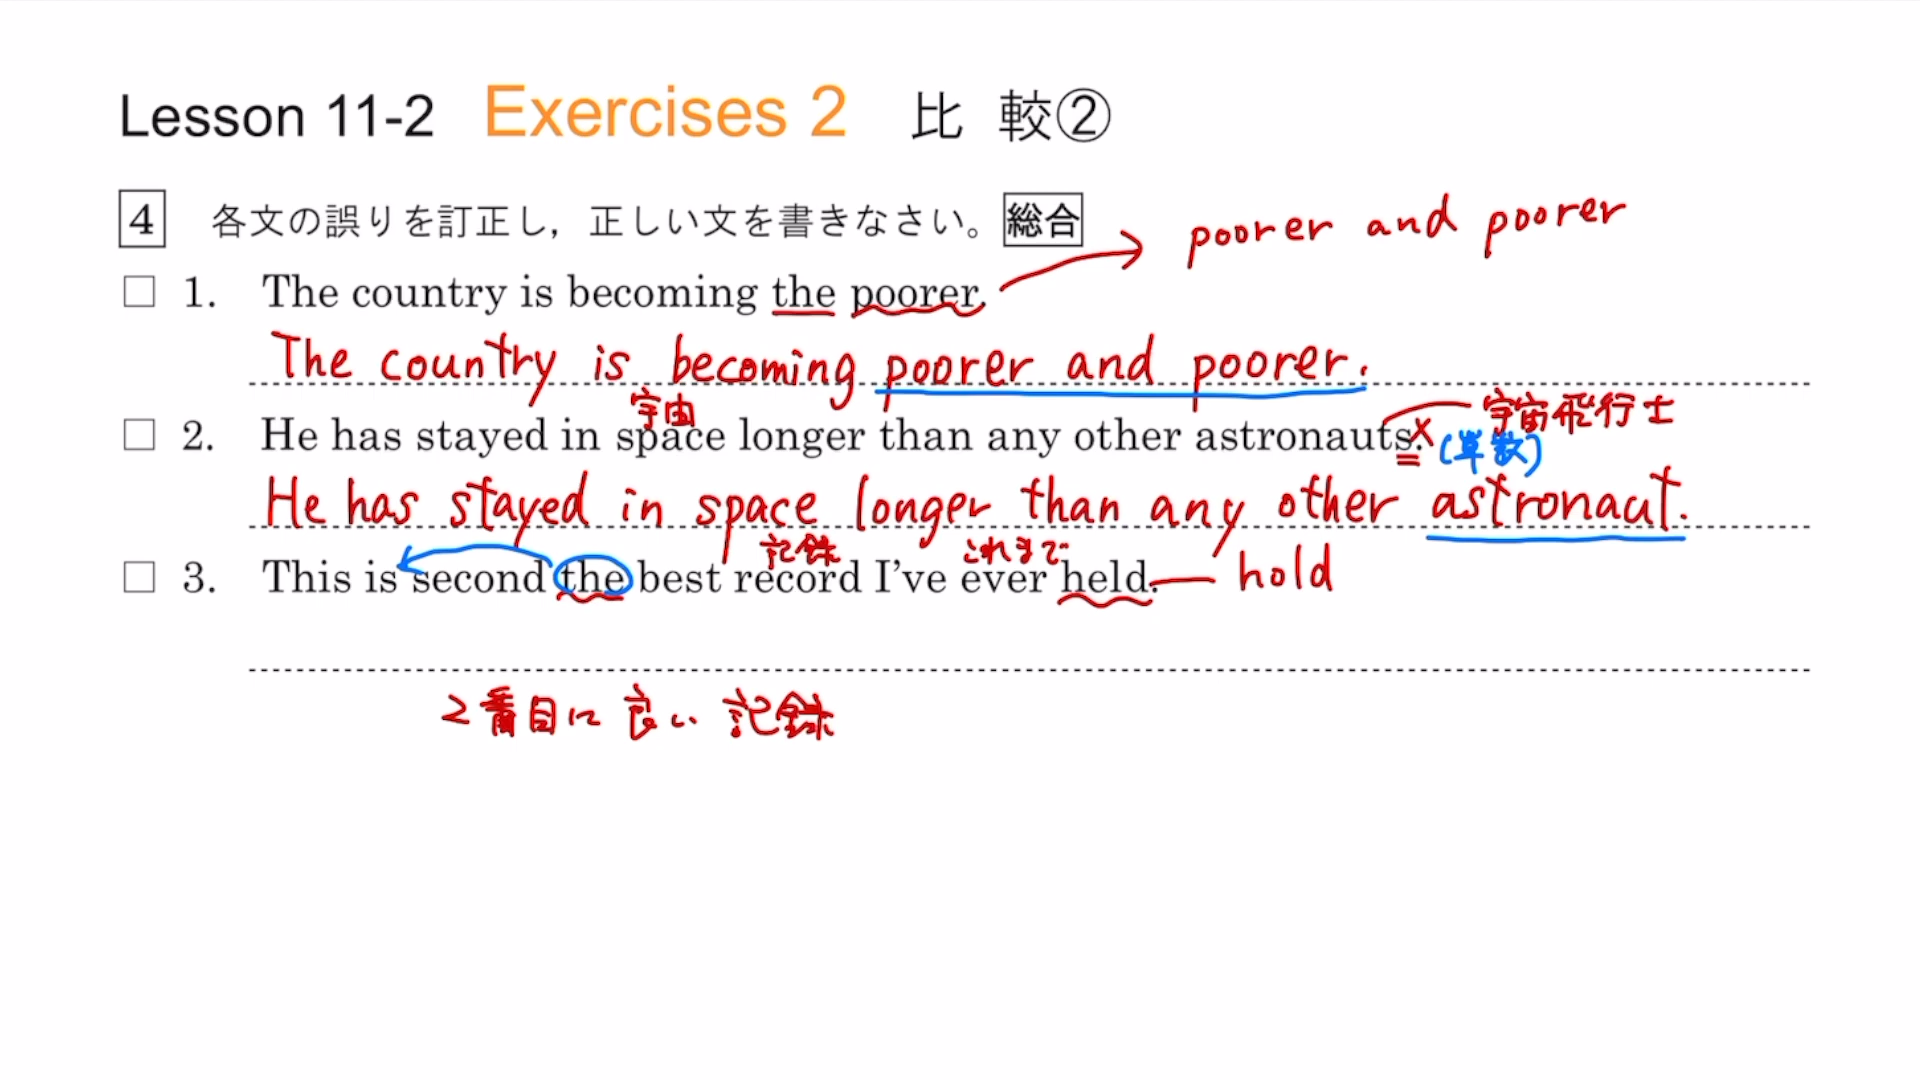 Lesson 11-2 Exercises 2 比 較②
4 各文の誤りを訂正し，正しい文を書きなさい。総合
poorer and poorer
□ 1. The country is becoming the poorer.
The country is becoming poorer and poorer.
宇宙
宇宙飛行士
□ 2. He has stayed in space longer than any other astronauts.
×
(単数)
He has stayed in space longer than any other astronaut.
記録 これまで
□ 3. This is second the best record I've ever held.
hold
2番目に良い記録